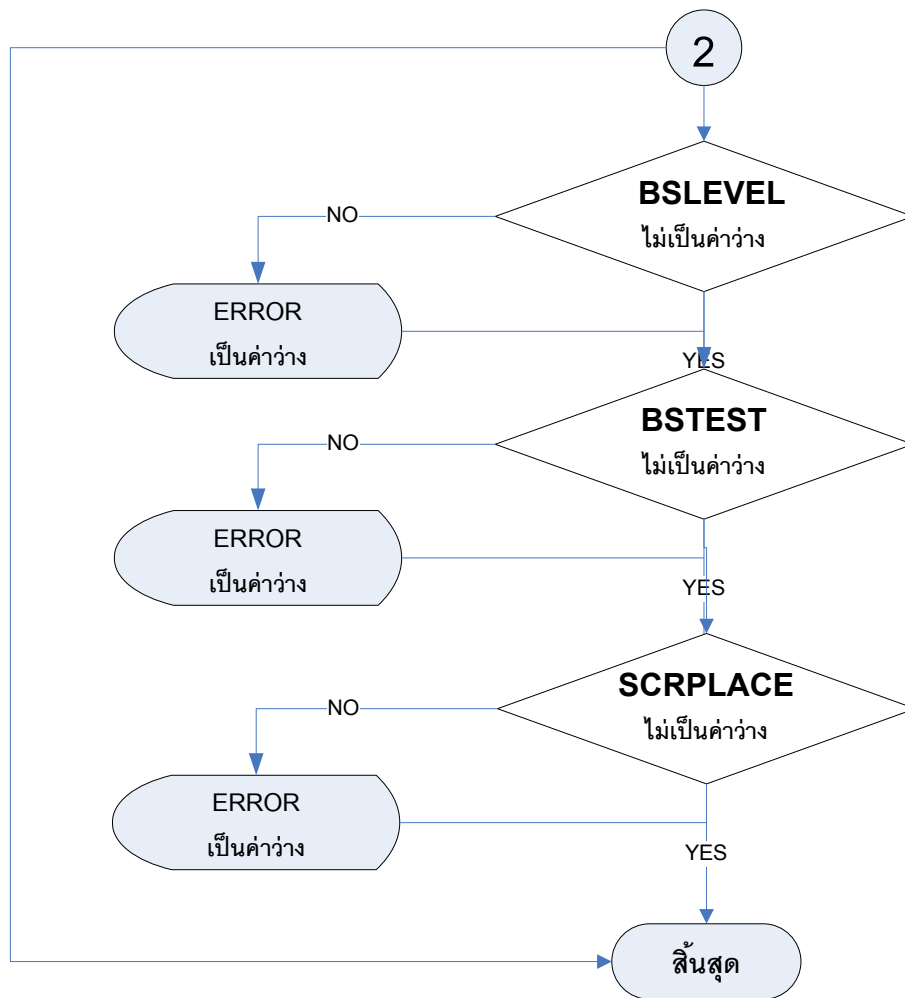 2
BSLEVEL
ไม่เป็นค่าว่าง
NO
ERROR
เป็นค่าว่าง
YES
BSTEST
ไม่เป็นค่าว่าง
NO
ERROR
เป็นค่าว่าง
YES
SCRPLACE
ไม่เป็นค่าว่าง
NO
ERROR
เป็นค่าว่าง
YES
สิ้นสุด